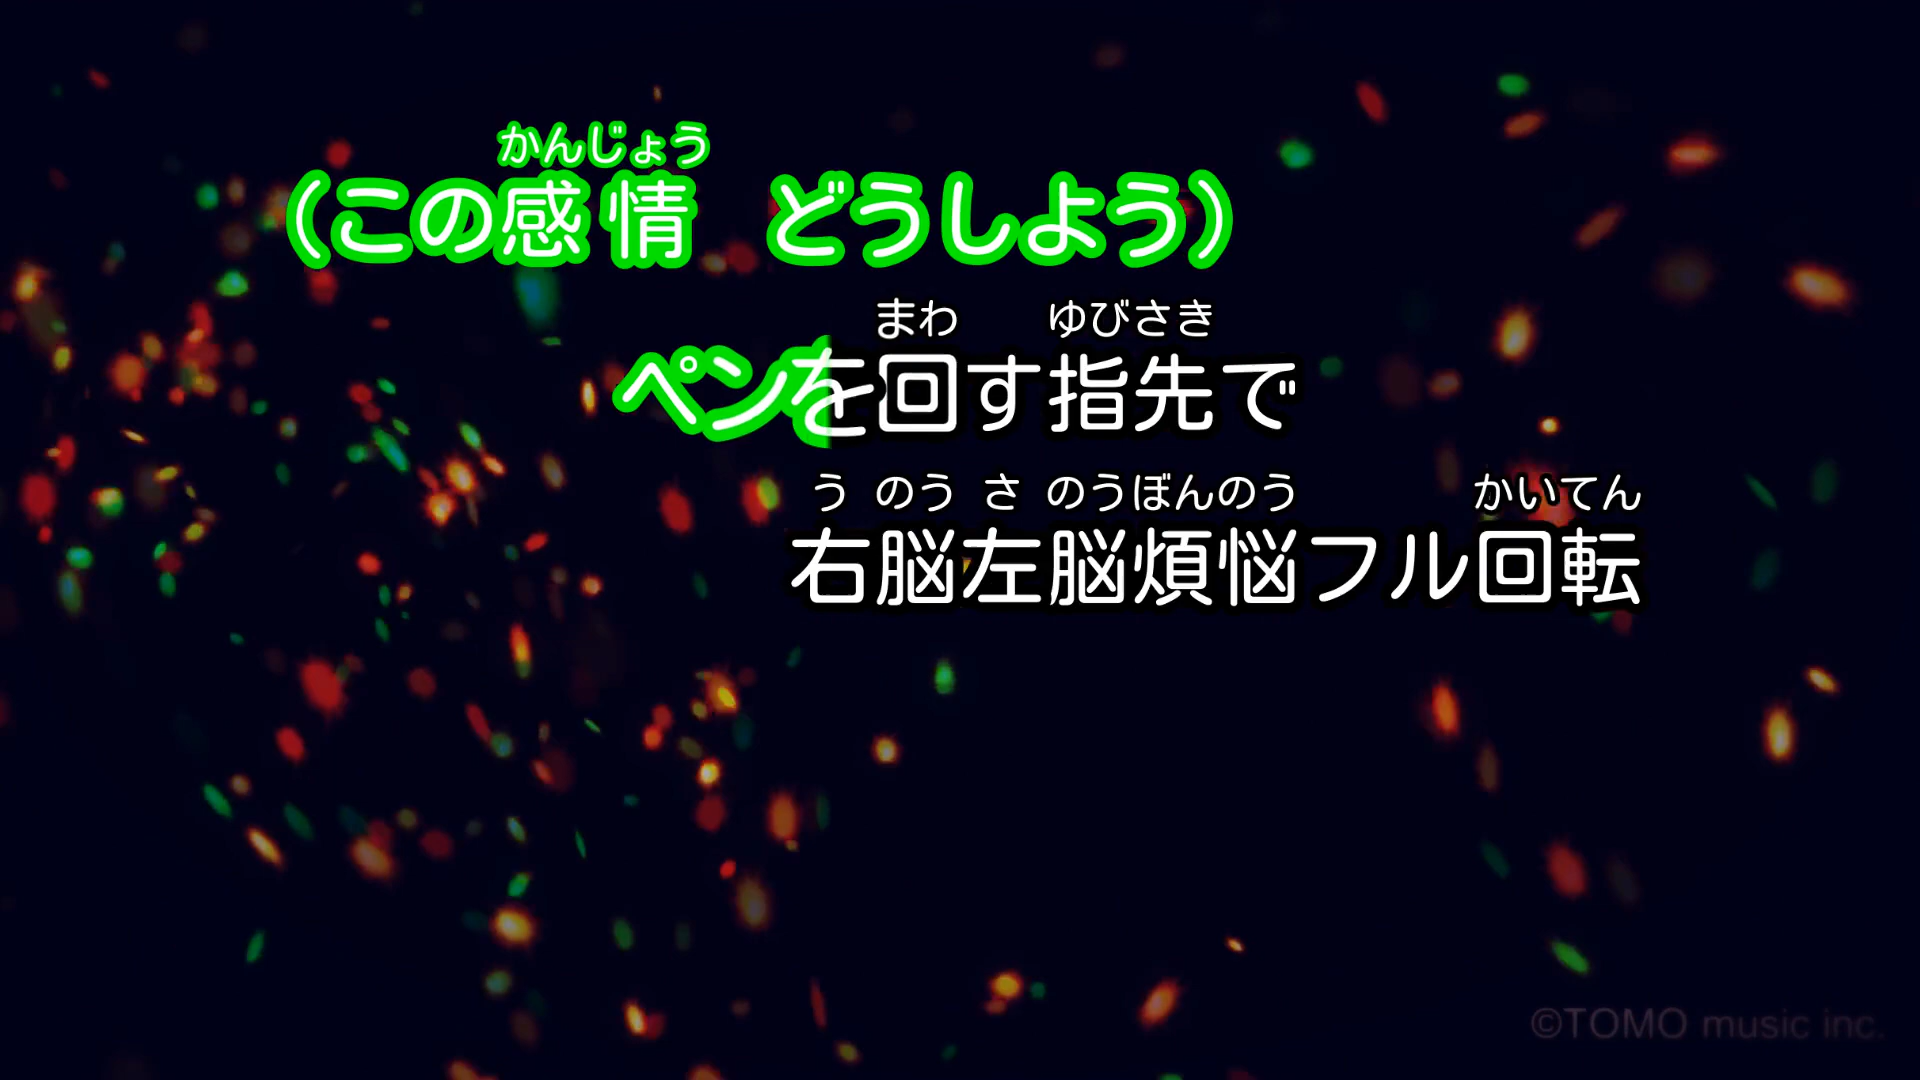 かんじょう
（この感情　どうしよう）
まわ　ゆびさき
ペンを回す指先で
う のう さ のうぼんのう　かいてん
右脳左脳煩悩フル回転
©TOMO music inc.